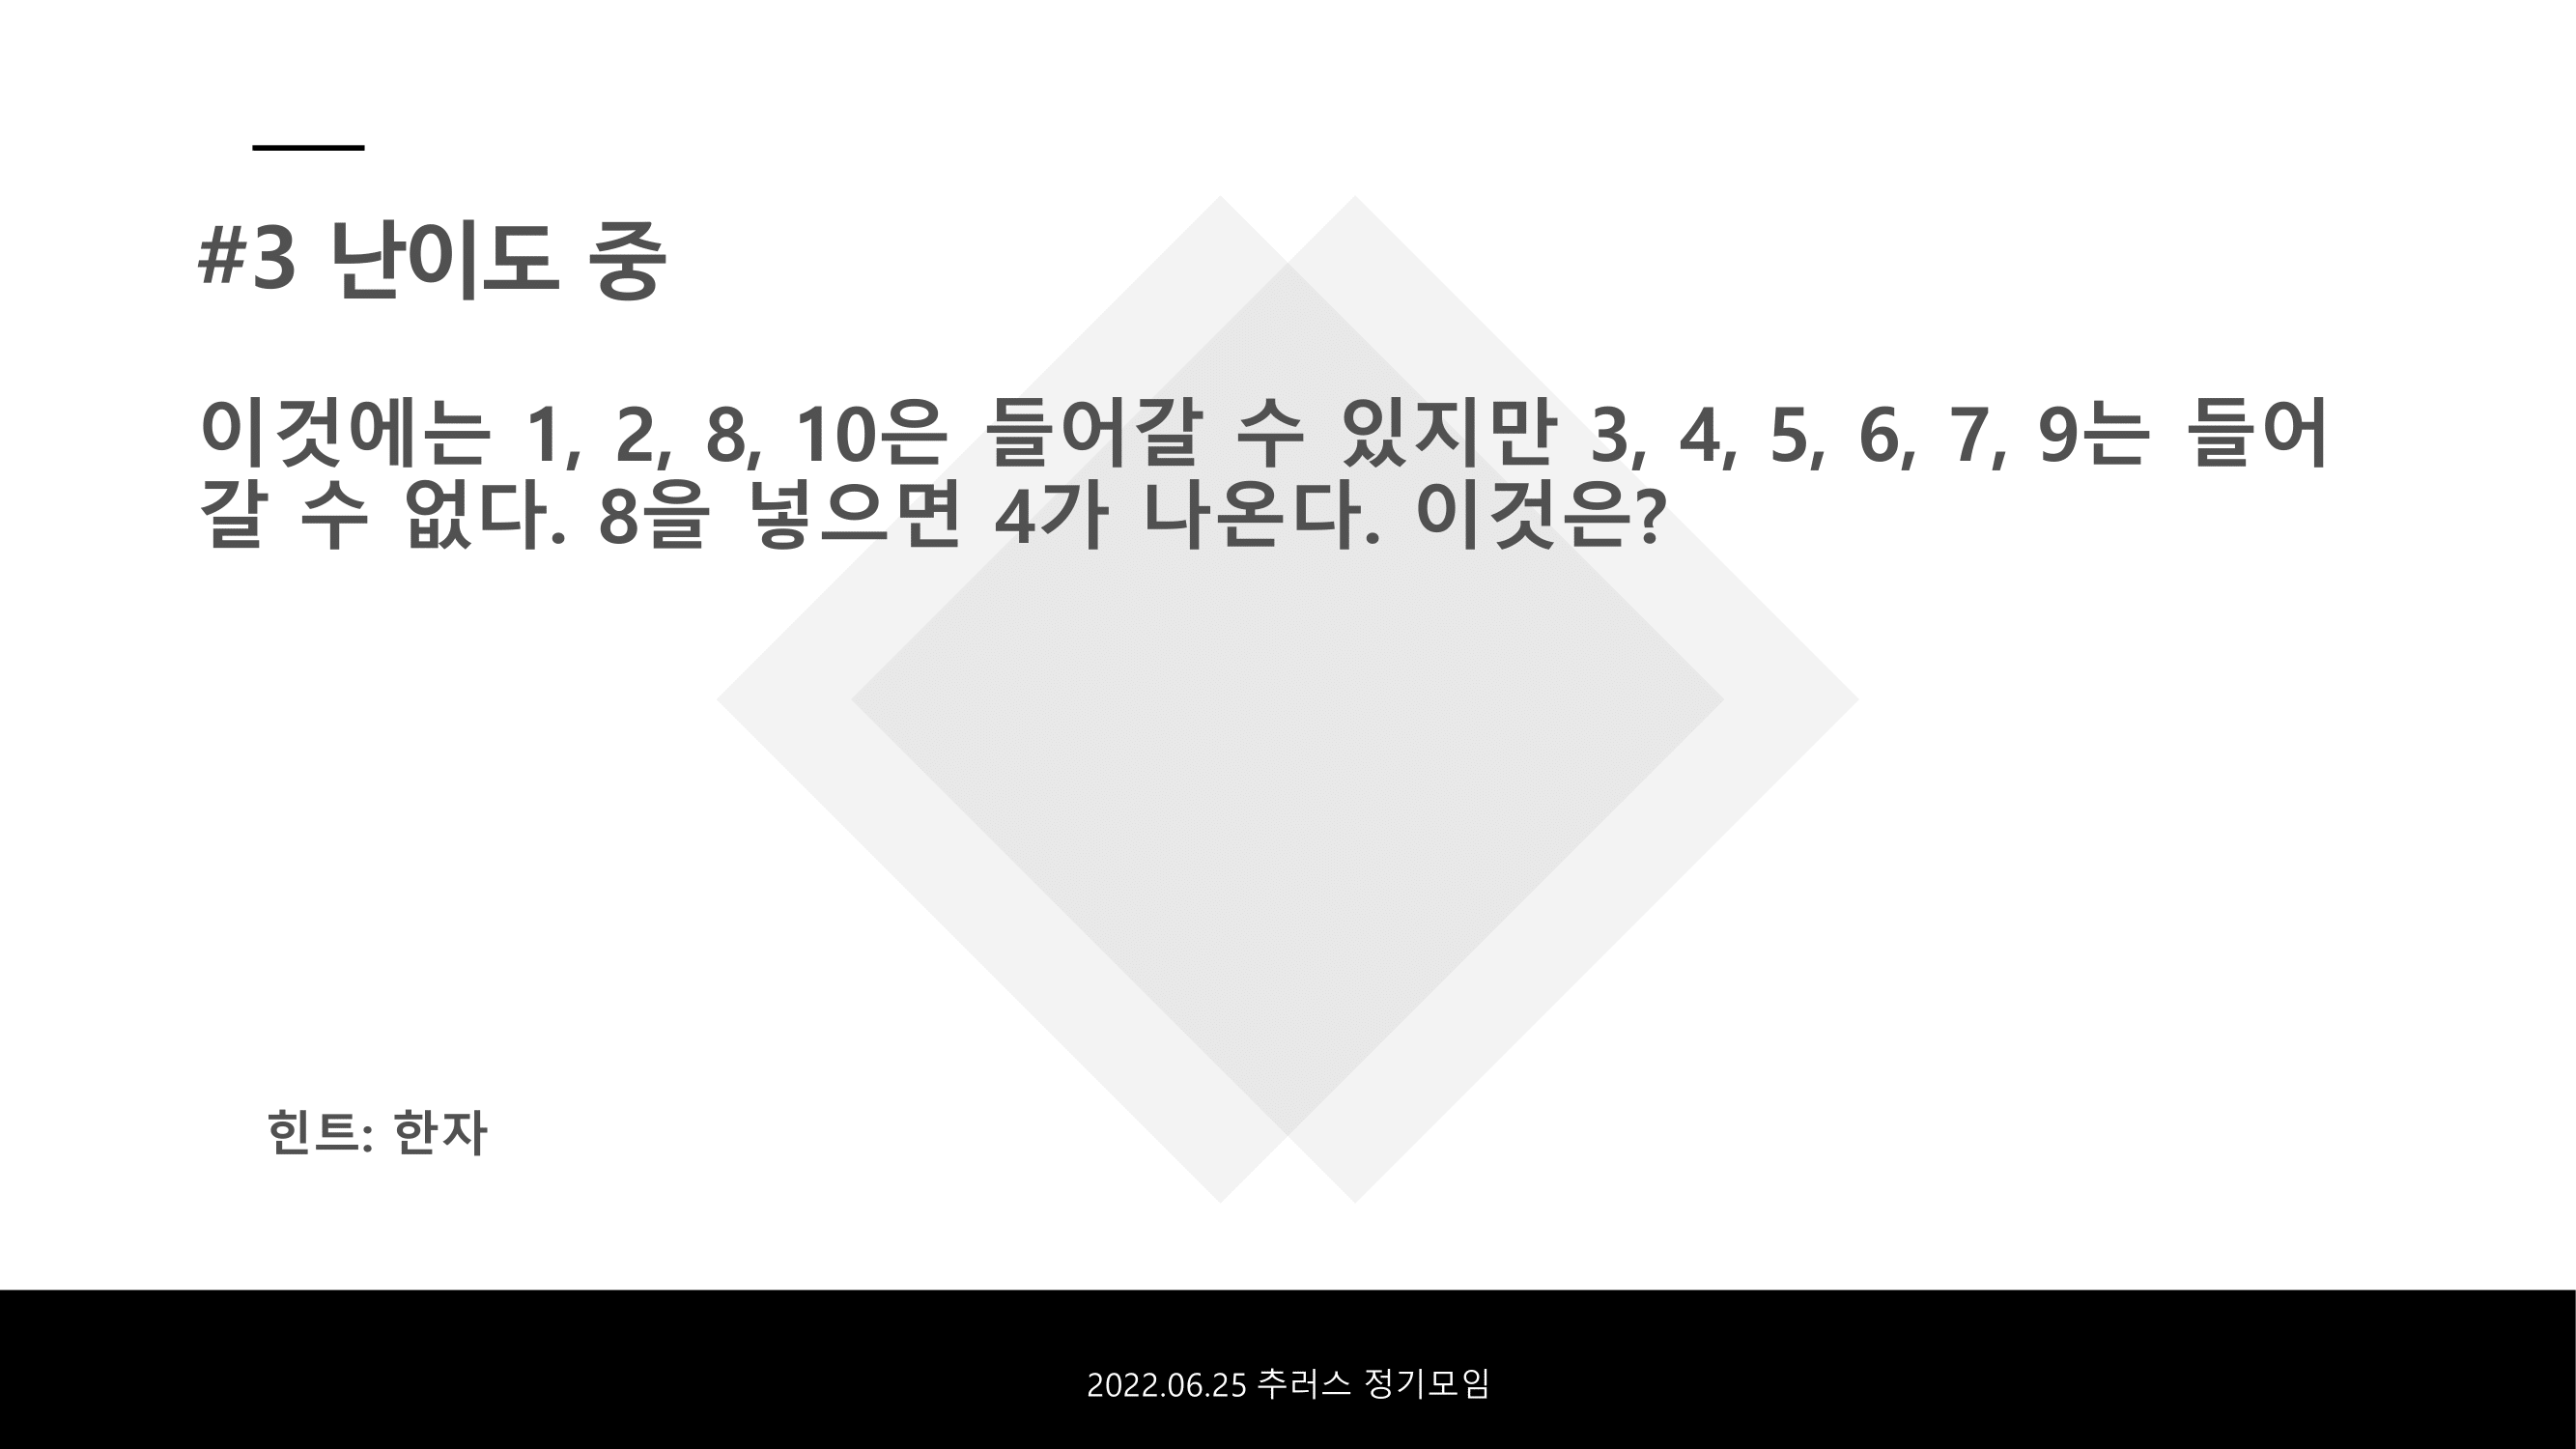 #3 난이도 중
이것에는 1, 2, 8, 10은 들어갈 수 있지만 3, 4, 5, 6, 7, 9는 들어
갈 수 없다. 8을 넣으면 4가 나온다. 이것은?
힌트: 한자
2022.06.25 추러스 정기모임